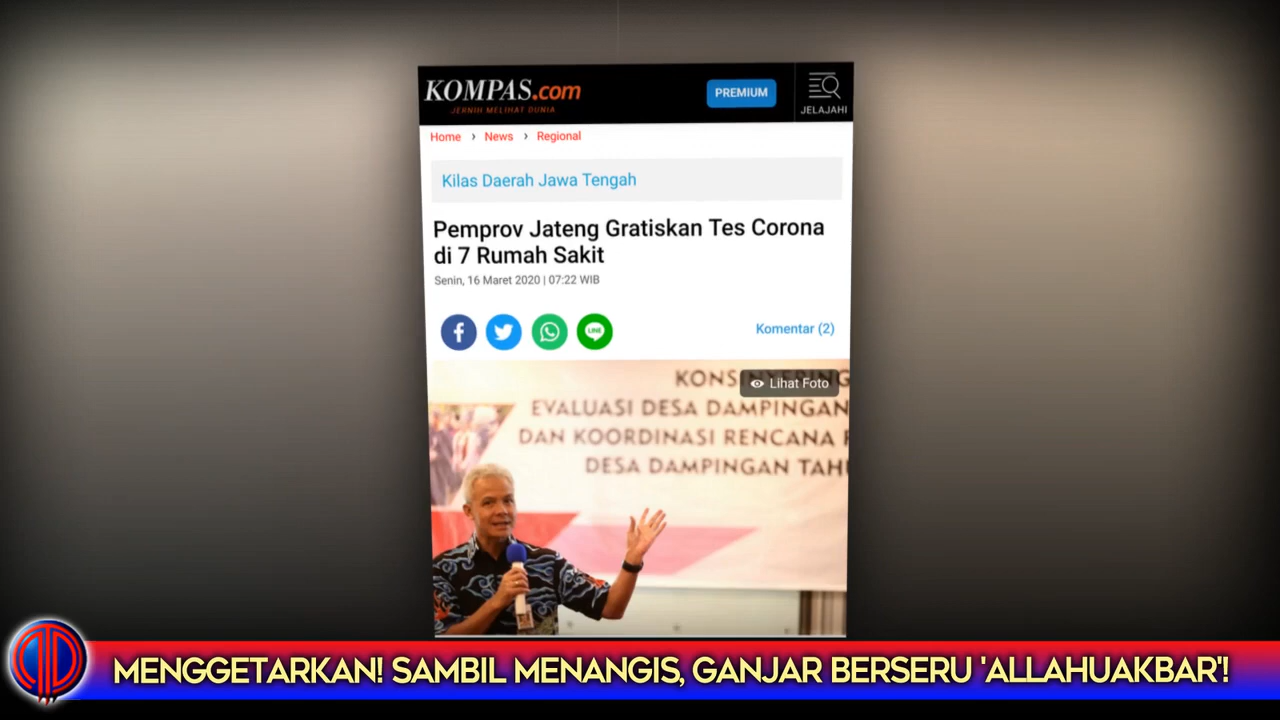 KOMPAS.com
JERNIH MELIHAT DUNIA
PREMIUM
JELAJAHI
Home › News › Regional
Kilas Daerah Jawa Tengah
Pemprov Jateng Gratiskan Tes Corona
di 7 Rumah Sakit
Senin, 16 Maret 2020 | 07:22 WIB
LINE
Komentar (2)
Lihat Foto
EVALUASI DESA DAMPINGAN
DAN KOORDINASI RENCANA
DESA DAMPINGAN
MENGGETARKAN! SAMBIL MENANGIS, GANJAR BERSERU 'ALLAHUAKBAR'!